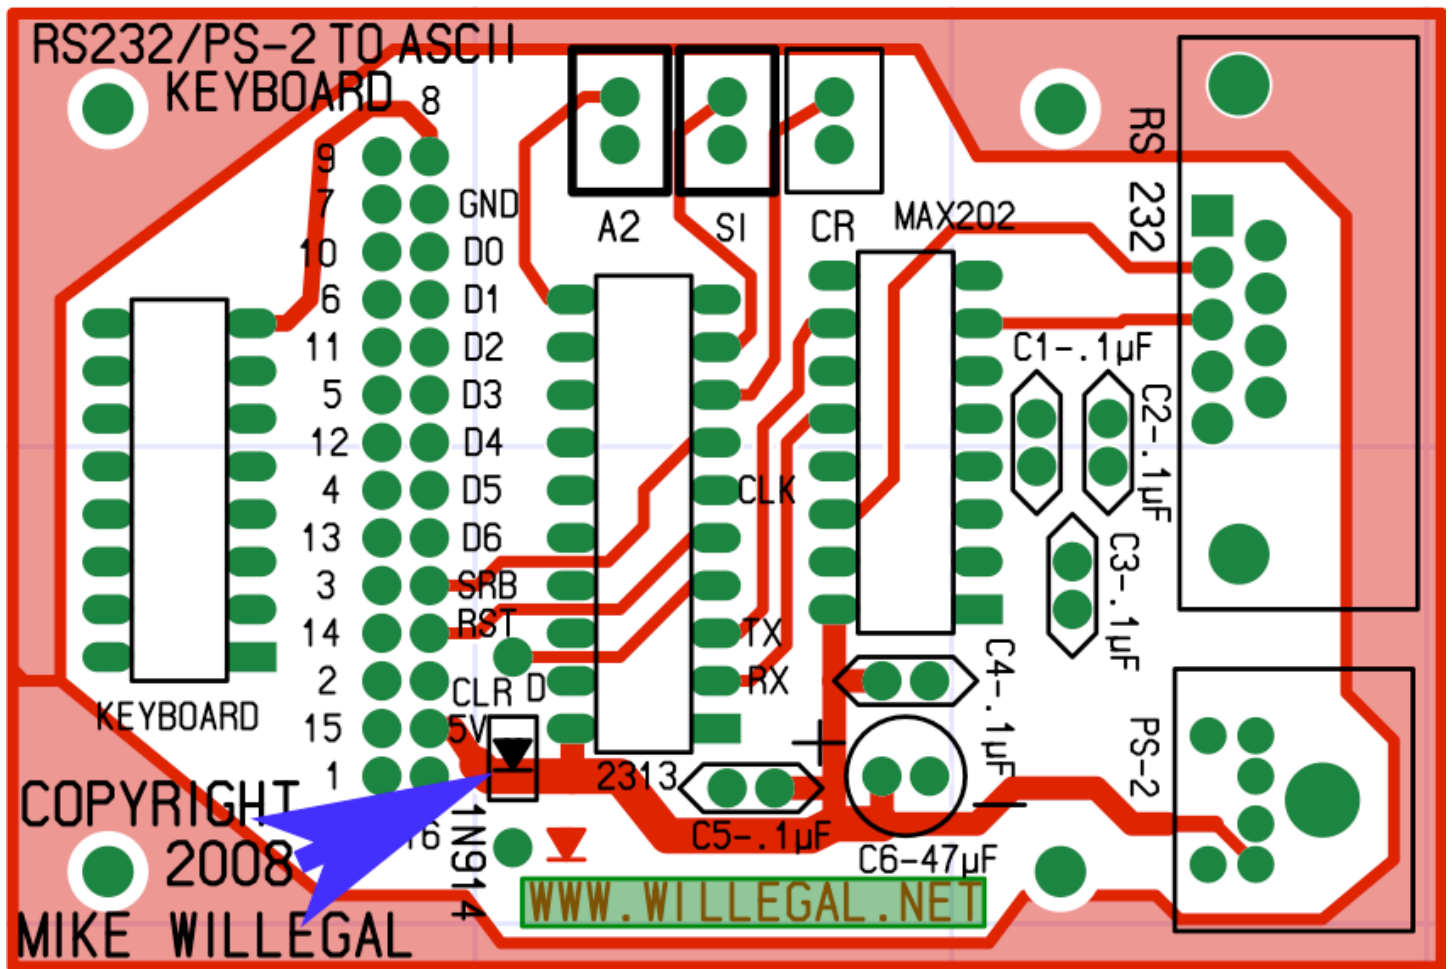 RS232/PS-2 TO ASCII
KEYBOARD
8
9
7 GND
10 D0
6 D1
11 D2
5 D3
12 D4
4 D5
13 D6
3 SRB
14 RST
2
CLR D
15 5V
1
16
KEYBOARD
A2
SI
CR
MAX202
RS 232
CLK
TX
RX
2313
1N914
C1-.1µF
C2-.1µF
C3-.1µF
C4-.1µF
+
C5-.1µF
C6-47µF
PS-2
COPYRIGHT
2008
MIKE WILLEGAL
WWW.WILLEGAL.NET